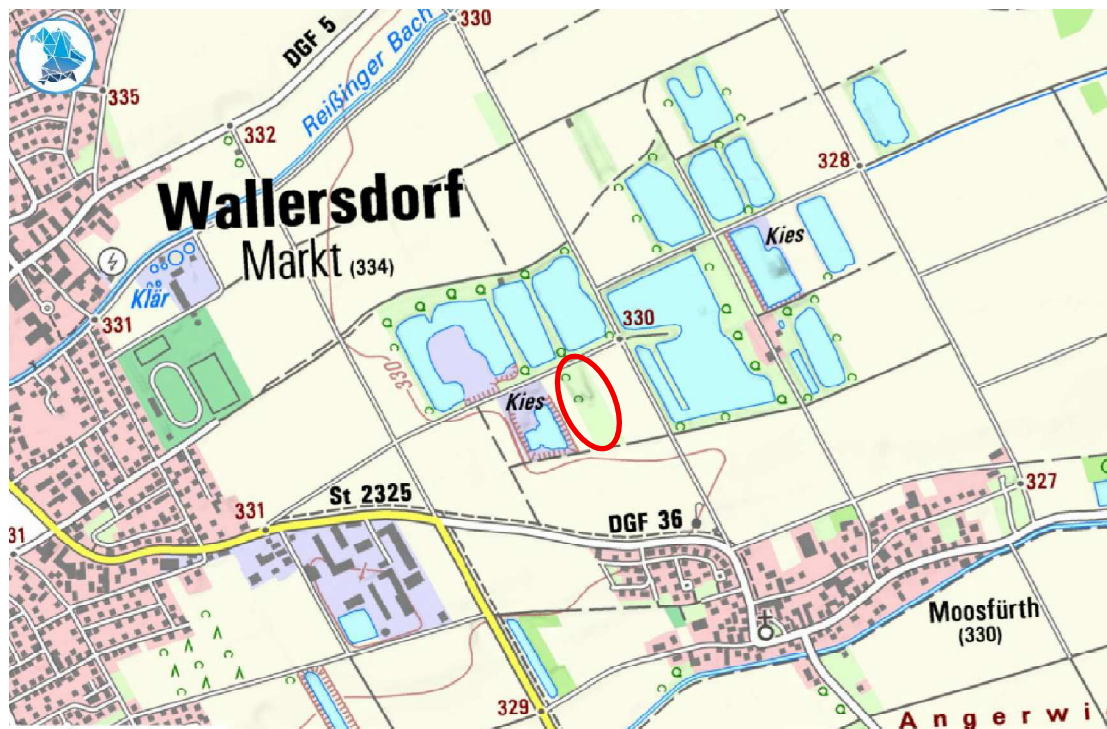 330
DGF 5
335
Reißinger Bach
332
328
Wallersdorf
Markt (334)
Kies
Klär
331
330
330
Kies
St 2325
331
DGF 36
327
31
Moosfürth
(330)
329
Angerwi